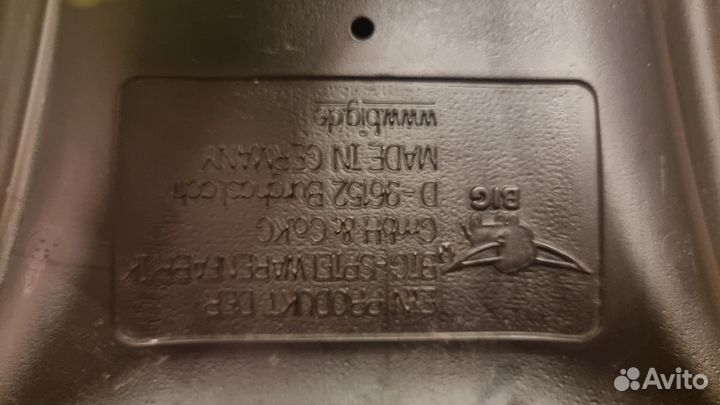 EIN PRODUKT DER
BIG-SPIELWARENFABRIK
GmbH & Co KG
D-96152 Burghaslach
MADE IN GERMANY
www.big.de
BIG
Avito